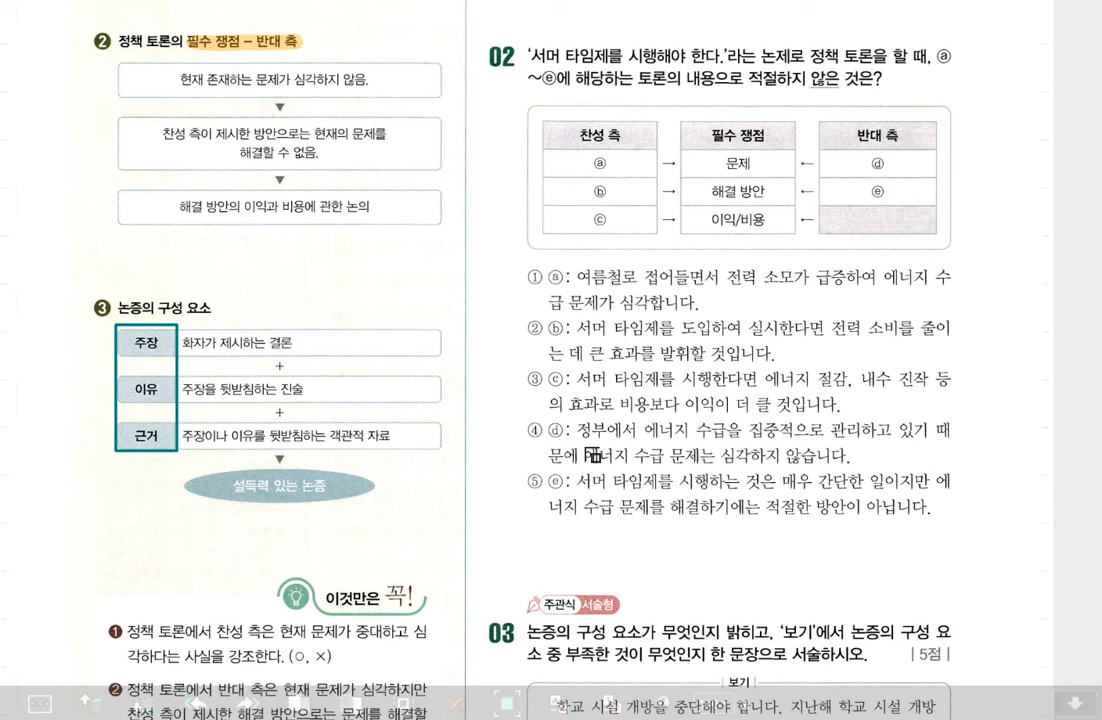 ② 정책 토론의 필수 쟁점 – 반대 측
현재 존재하는 문제가 심각하지 않음.
▼
찬성 측이 제시한 방안으로는 현재의 문제를
해결할 수 없음.
▼
해결 방안의 이익과 비용에 관한 논의
③ 논증의 구성 요소
주장 화자가 제시하는 결론
+
이유 주장을 뒷받침하는 진술
+
근거 주장이나 이유를 뒷받침하는 객관적 자료
▼
설득력 있는 논증
이것만은 꼭!
① 정책 토론에서 찬성 측은 현재 문제가 중대하고 심
각하다는 사실을 강조한다. (○, ×)
② 정책 토론에서 반대 측은 현재 문제가 심각하지만
찬성 측이 제시한 해결 방안으로는 문제를 해결할
02 ‘서머 타임제를 시행해야 한다.’라는 논제로 정책 토론을 할 때, ⓐ
～ⓔ에 해당하는 토론의 내용으로 적절하지 않은 것은?
찬성 측 필수 쟁점 반대 측
ⓐ → 문제 ← ⓓ
ⓑ → 해결 방안 ← ⓔ
ⓒ → 이익/비용 ←
① ⓐ: 여름철로 접어들면서 전력 소모가 급증하여 에너지 수
급 문제가 심각합니다.
② ⓑ: 서머 타임제를 도입하여 실시한다면 전력 소비를 줄이
는 데 큰 효과를 발휘할 것입니다.
③ ⓒ: 서머 타임제를 시행한다면 에너지 절감, 내수 진작 등
의 효과로 비용보다 이익이 더 클 것입니다.
④ ⓓ: 정부에서 에너지 수급을 집중적으로 관리하고 있기 때
문에 에너지 수급 문제는 심각하지 않습니다.
⑤ ⓔ: 서머 타임제를 시행하는 것은 매우 간단한 일이지만 에
너지 수급 문제를 해결하기에는 적절한 방안이 아닙니다.
주관식 서술형
03 논증의 구성 요소가 무엇인지 밝히고, ‘보기’에서 논증의 구성 요
소 중 부족한 것이 무엇인지 한 문장으로 서술하시오. | 5점 |
보기
학교 시설 개방을 중단해야 합니다. 지난해 학교 시설 개방